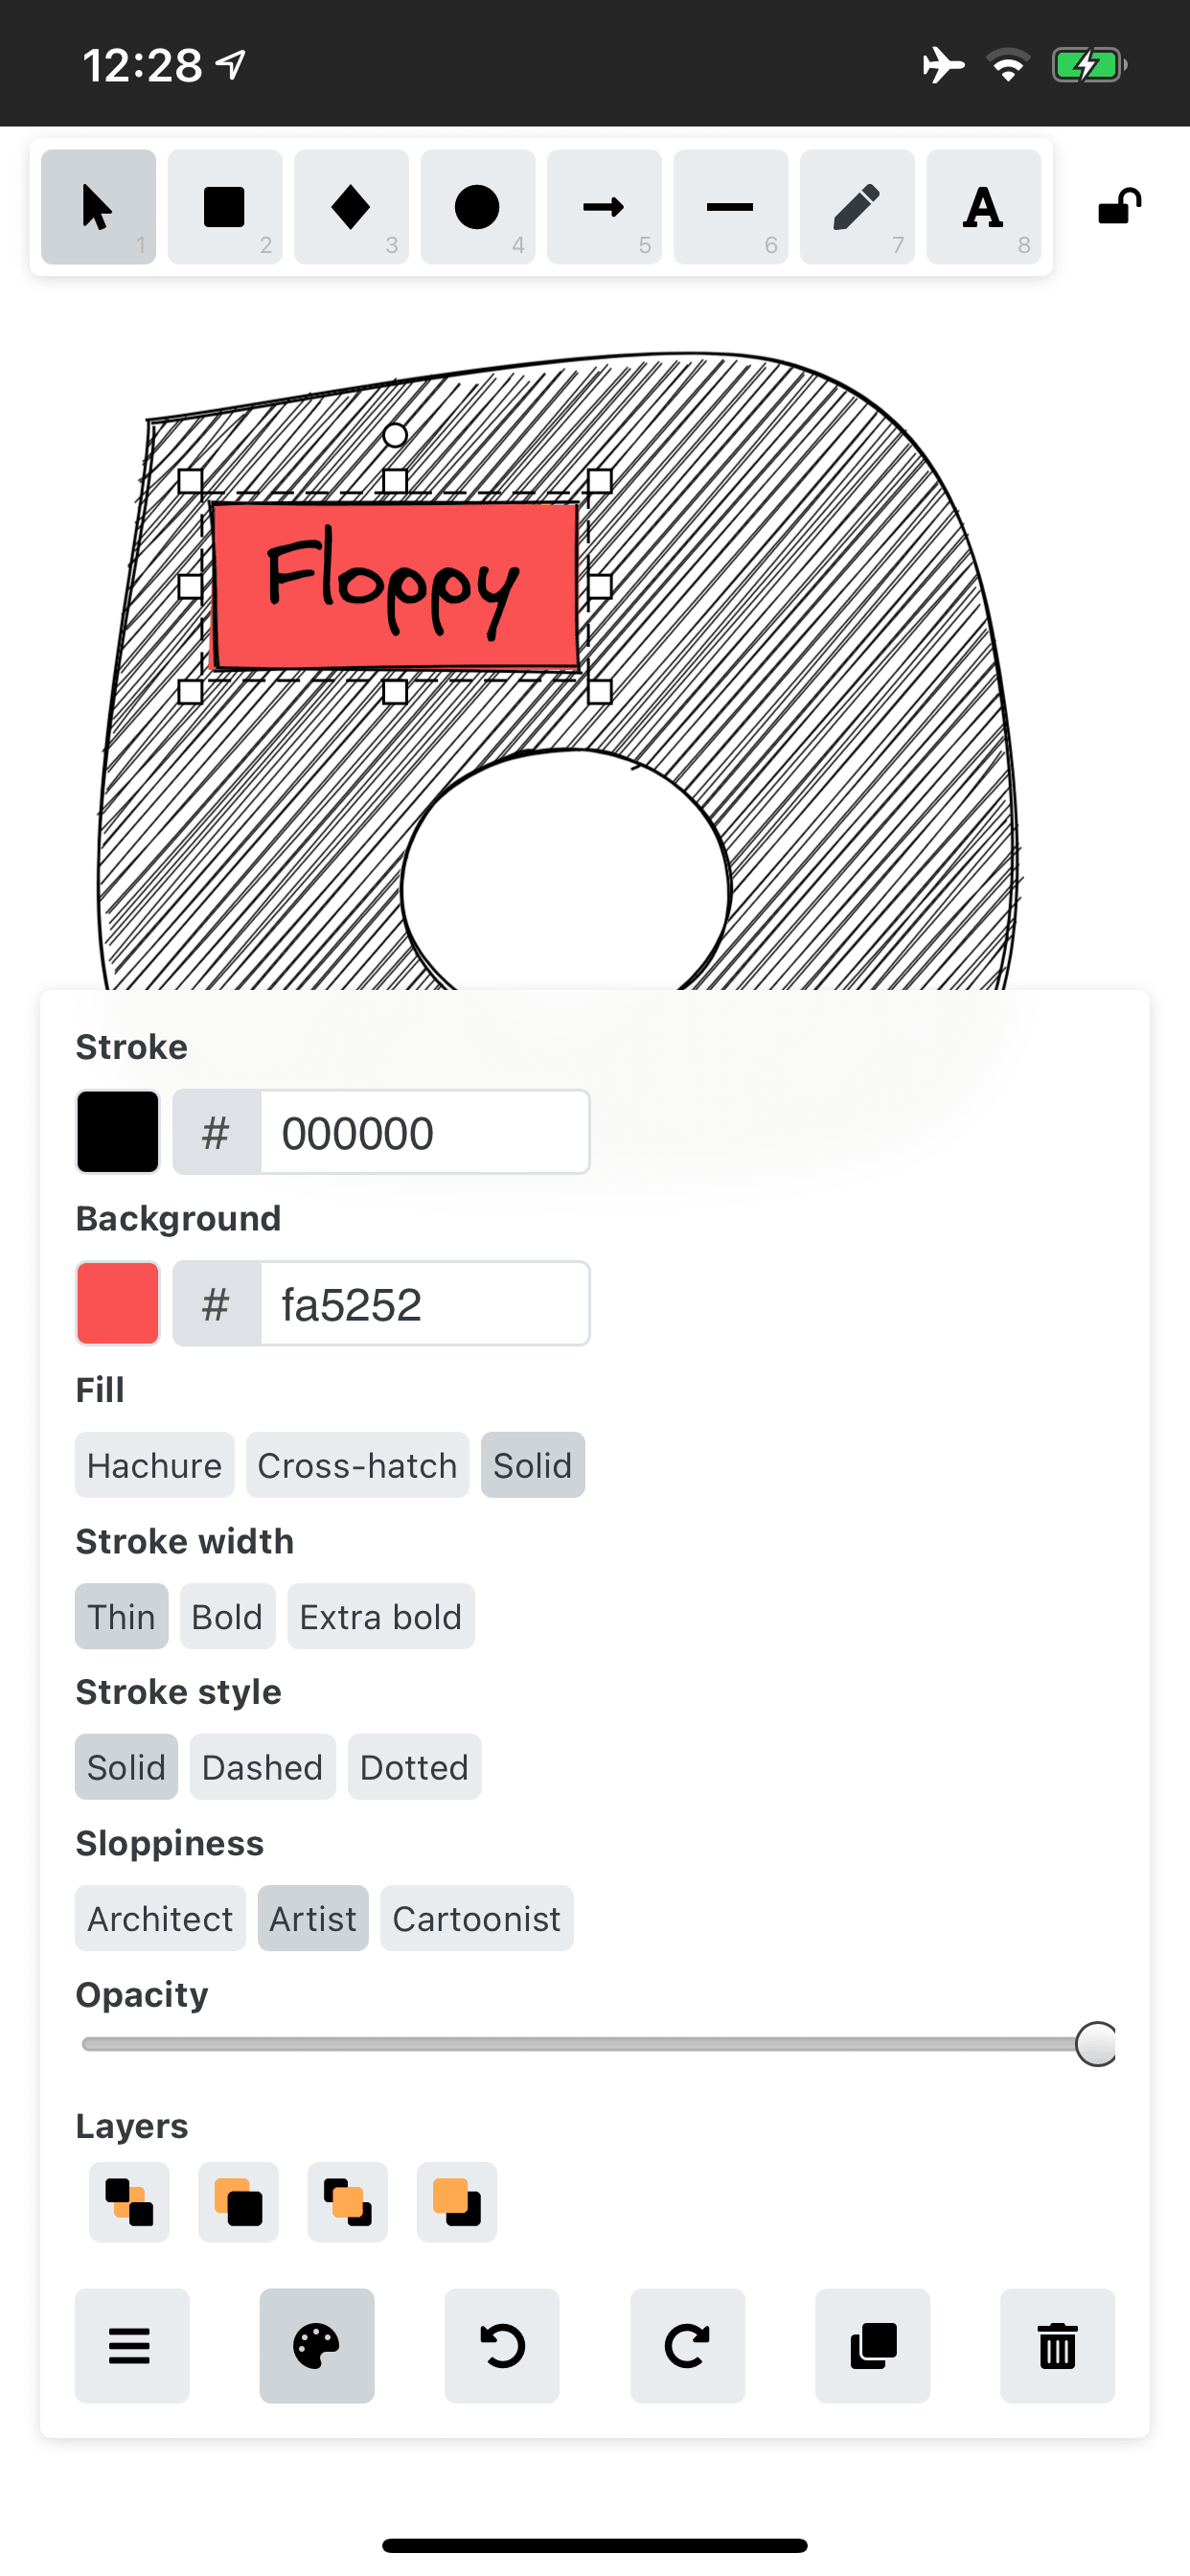 12:28
1 2 3 4 5 6 7 A 8
Floppy
Stroke
# 000000
Background
# fa5252
Fill
Hachure Cross-hatch Solid
Stroke width
Thin Bold Extra bold
Stroke style
Solid Dashed Dotted
Sloppiness
Architect Artist Cartoonist
Opacity
Layers